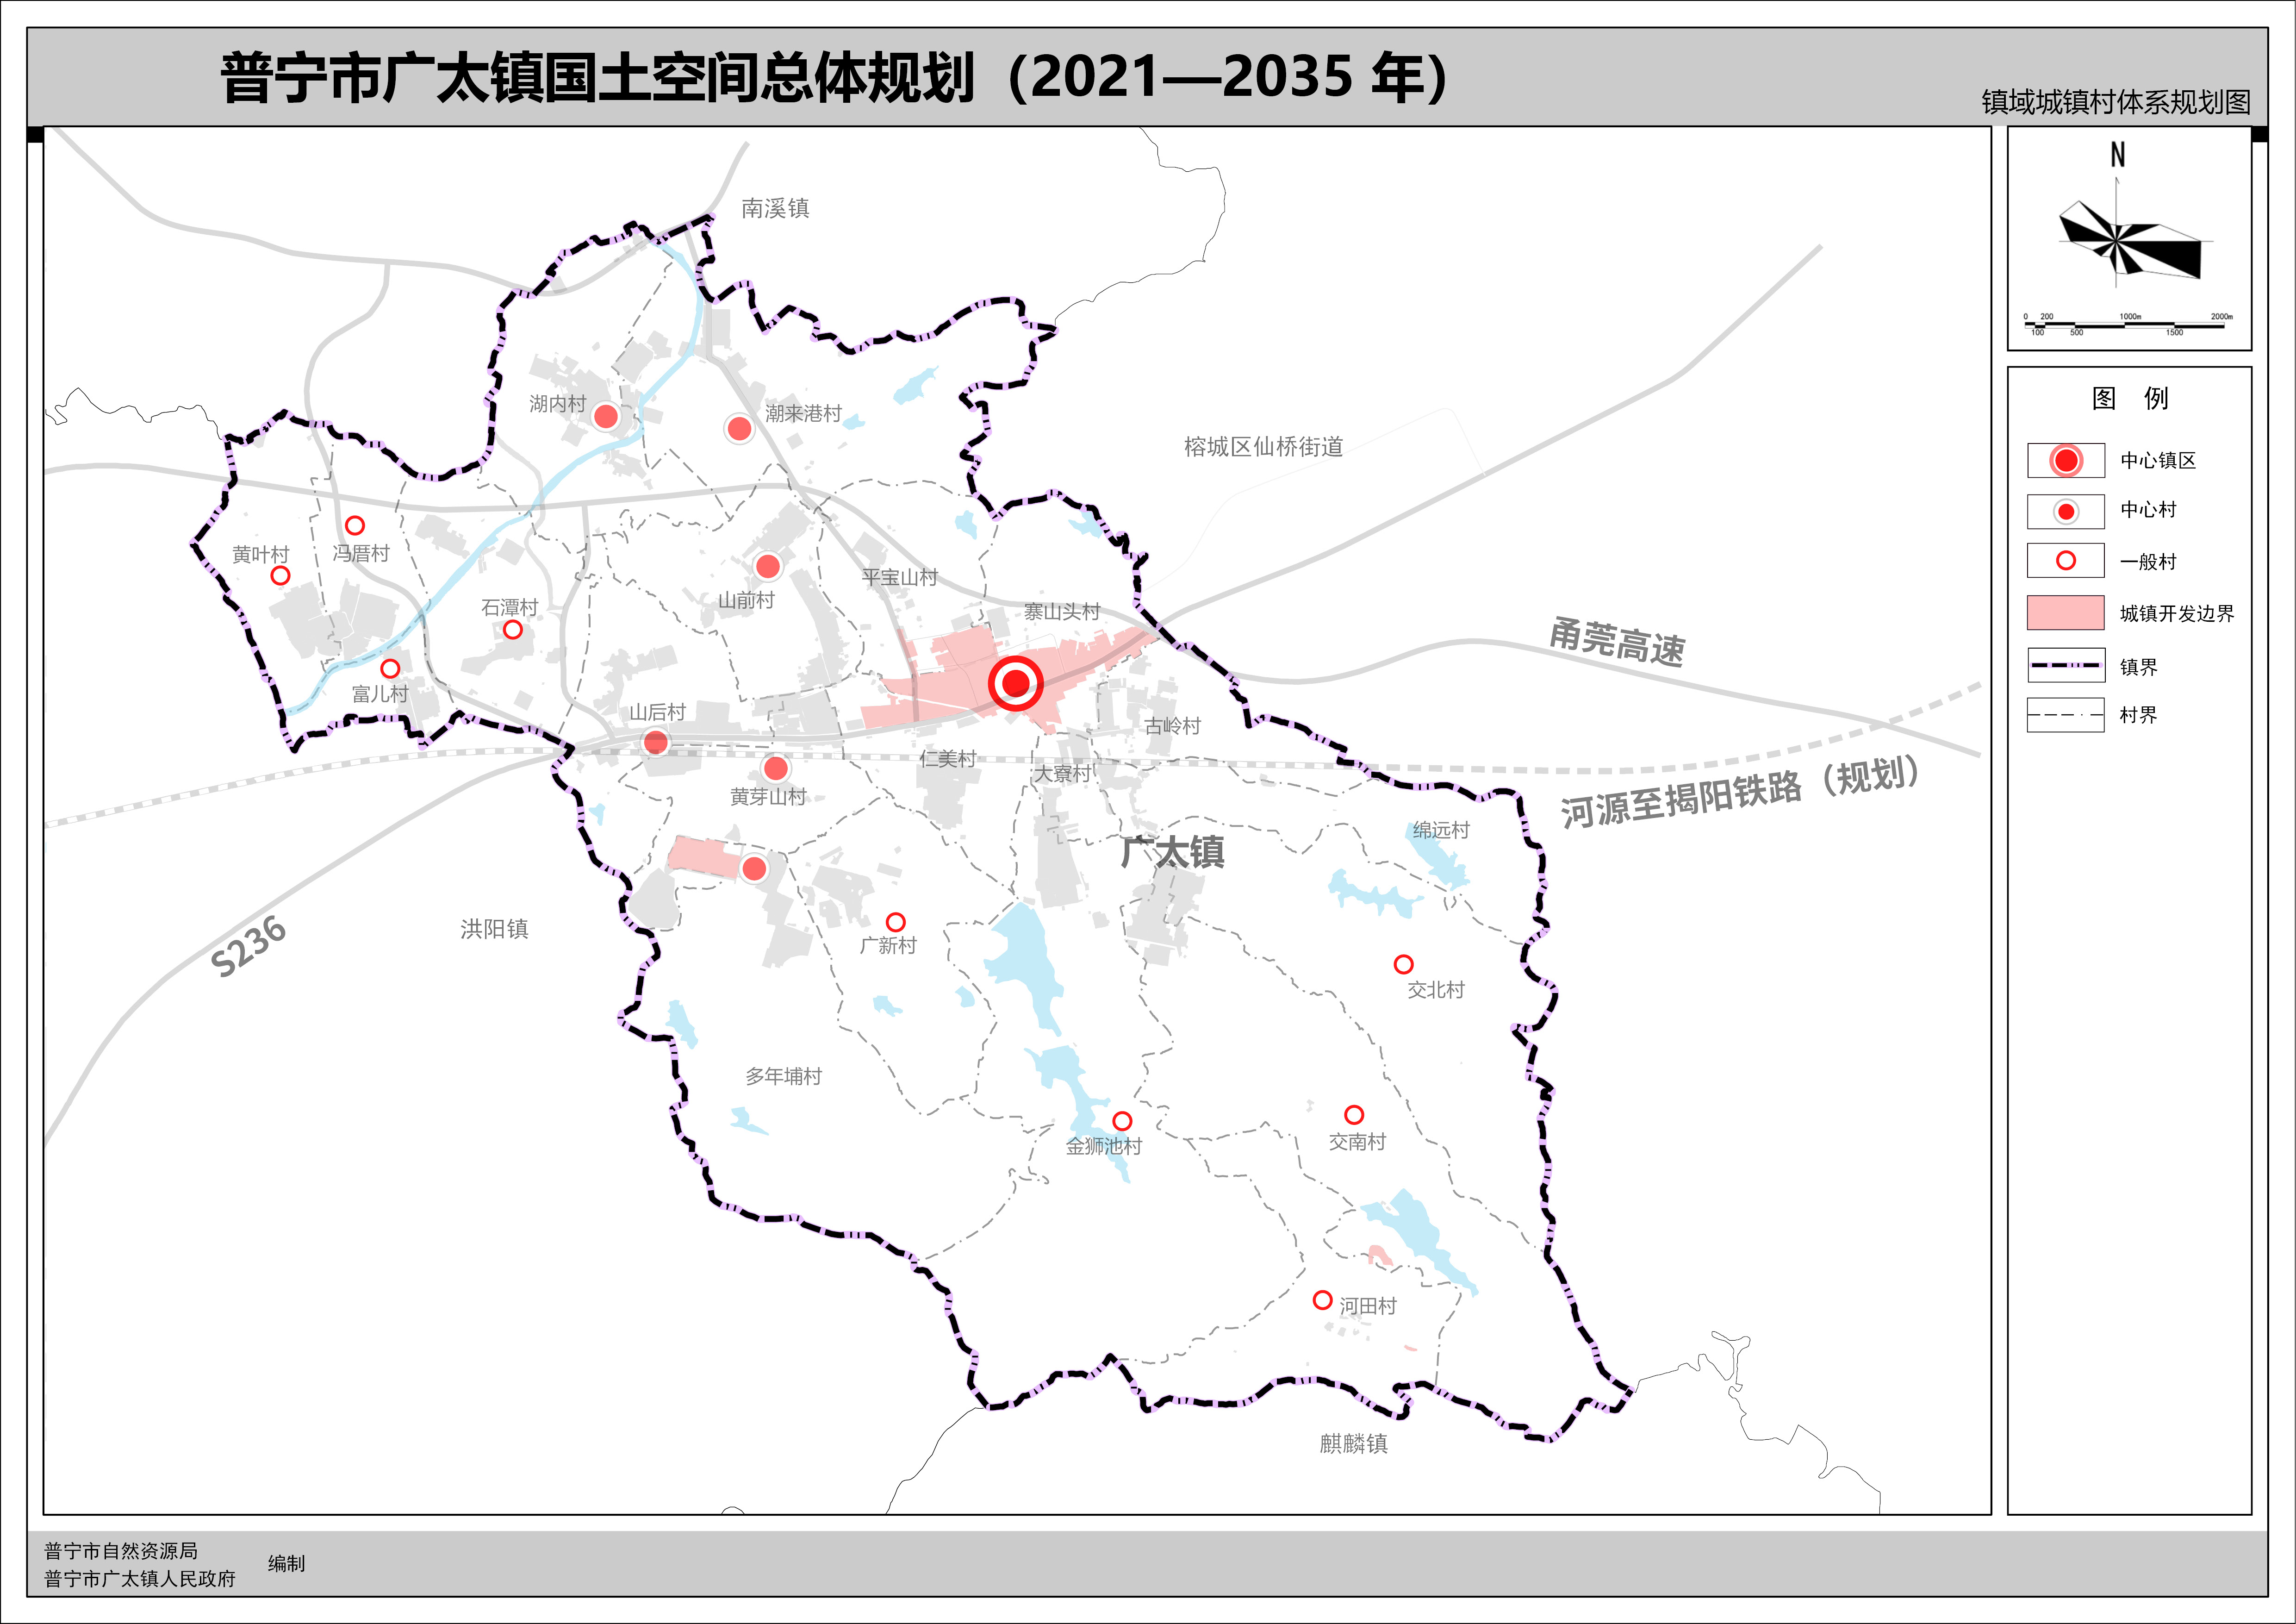 普宁市广太镇国土空间总体规划（2021—2035 年）
镇域城镇村体系规划图
N
0 200 1000m 2000m
100 500 1500
图 例
中心镇区
中心村
一般村
城镇开发边界
镇界
村界
南溪镇
湖内村
潮来港村
榕城区仙桥街道
黄叶村
冯厝村
平宝山村
石潭村
山前村
寨山头村
甬莞高速
富儿村
山后村
古岭村
仁美村
大寮村
黄芽山村
河源至揭阳铁路（规划）
绵远村
广太镇
S236
洪阳镇
广新村
交北村
多年埔村
金狮池村
交南村
河田村
麒麟镇
普宁市自然资源局
普宁市广太镇人民政府
编制